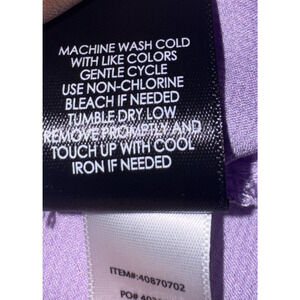 MACHINE WASH COLD
WITH LIKE COLORS
GENTLE CYCLE
USE NON-CHLORINE
BLEACH IF NEEDED
TUMBLE DRY LOW
REMOVE PROMPTLY AND
TOUCH UP WITH COOL
IRON IF NEEDED
ITEM#:40870702
PO#